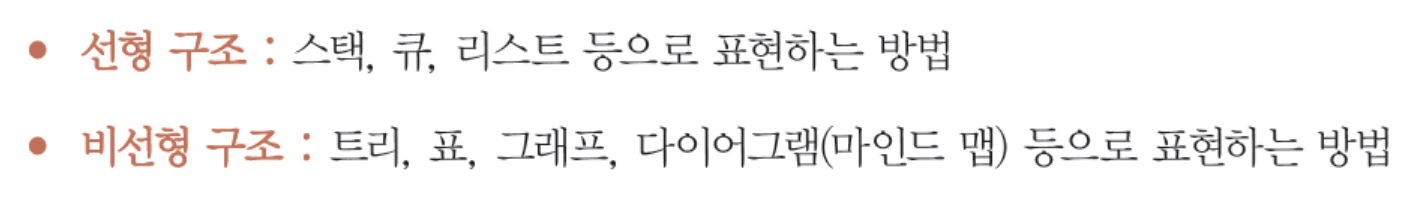 • 선형 구조 : 스택, 큐, 리스트 등으로 표현하는 방법
• 비선형 구조 : 트리, 표, 그래프, 다이어그램(마인드 맵) 등으로 표현하는 방법